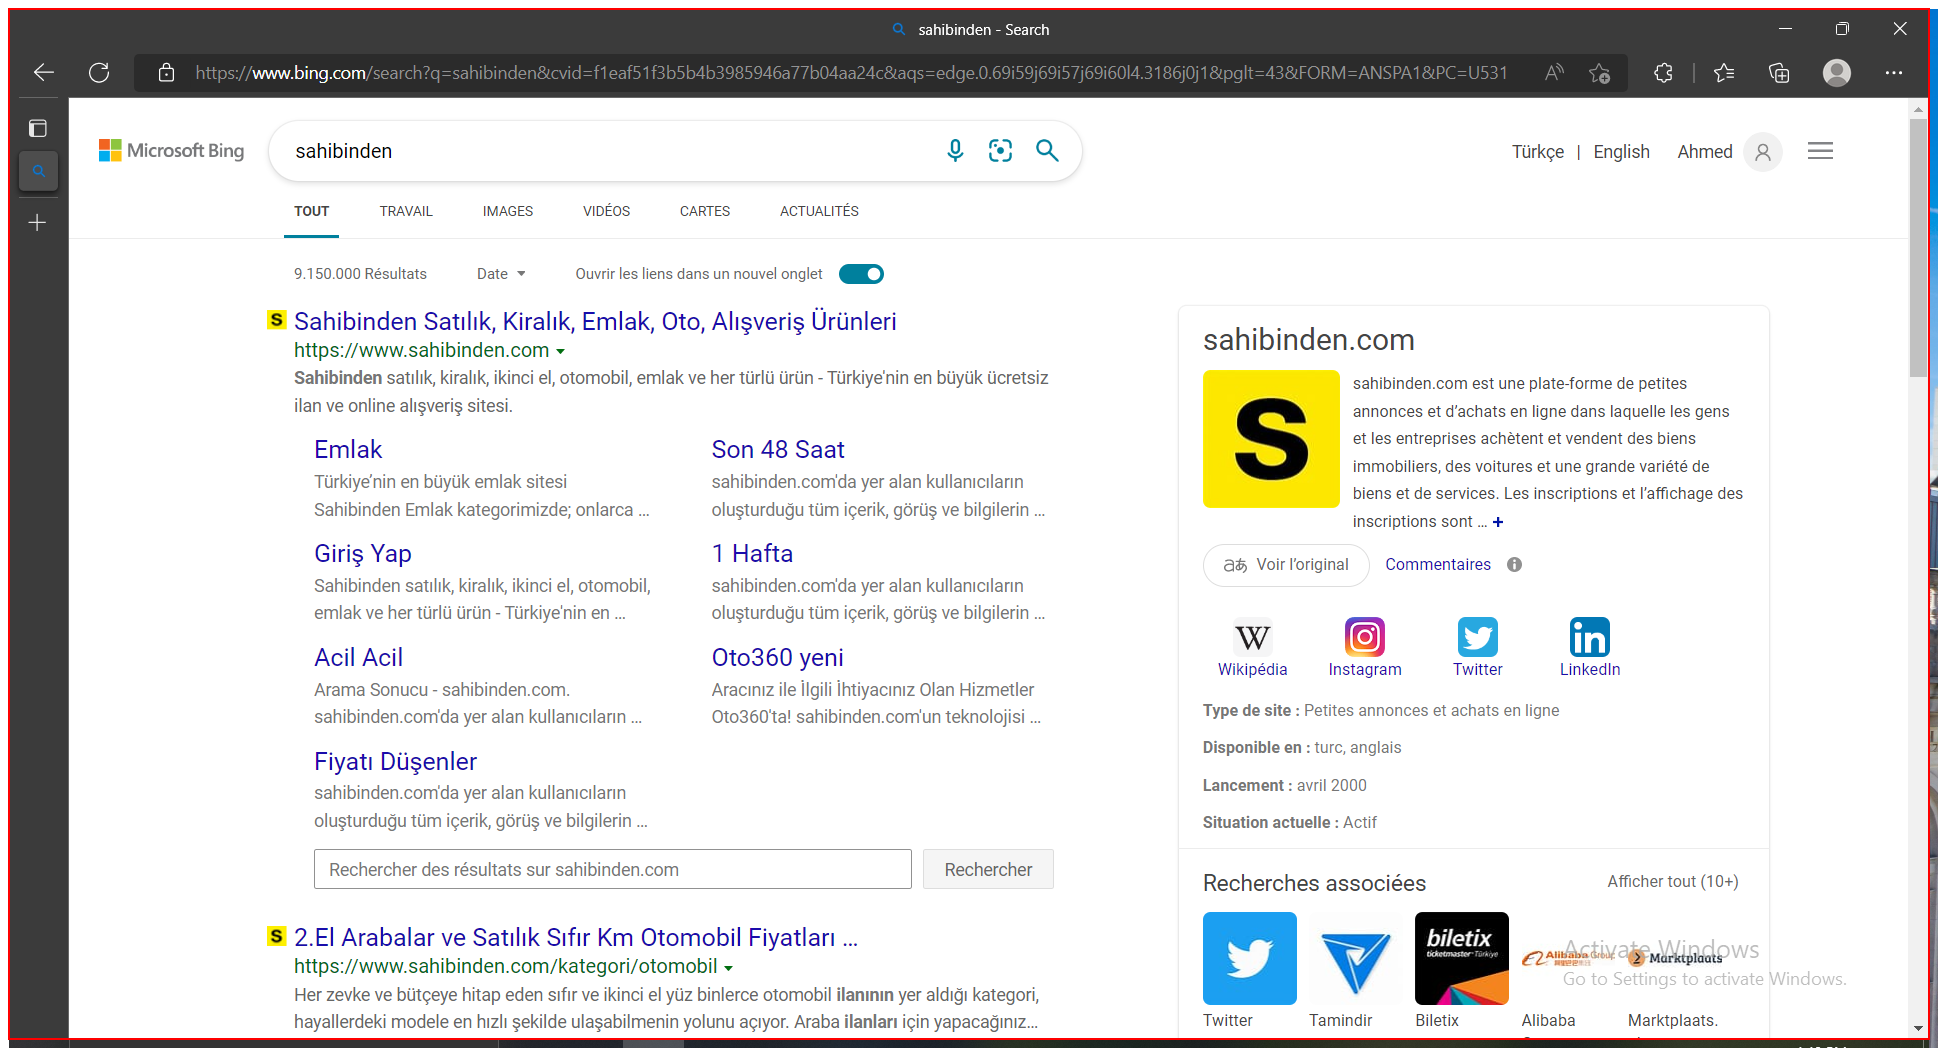 sahibinden - Search
https://www.bing.com/search?q=sahibinden&cvid=f1eaf51f3b5b4b3985946a77b04aa24c&aqs=edge.0.69i59j69i57j69i60l4.3186j0j1&pglt=43&FORM=ANSPA1&PC=U531
Microsoft Bing
sahibinden
Türkçe | English Ahmed
TOUT TRAVAIL IMAGES VIDÉOS CARTES ACTUALITÉS
9.150.000 Résultats Date Ouvrir les liens dans un nouvel onglet
S Sahibinden Satılık, Kiralık, Emlak, Oto, Alışveriş Ürünleri
https://www.sahibinden.com
Sahibinden satılık, kiralık, ikinci el, otomobil, emlak ve her türlü ürün - Türkiye'nin en büyük ücretsiz
ilan ve online alışveriş sitesi.
Emlak
Türkiye’nin en büyük emlak sitesi
Sahibinden Emlak kategorimizde; onlarca ...
Son 48 Saat
sahibinden.com'da yer alan kullanıcıların
oluşturduğu tüm içerik, görüş ve bilgilerin ...
Giriş Yap
Sahibinden satılık, kiralık, ikinci el, otomobil,
emlak ve her türlü ürün - Türkiye'nin en ...
1 Hafta
sahibinden.com'da yer alan kullanıcıların
oluşturduğu tüm içerik, görüş ve bilgilerin ...
Acil Acil
Arama Sonucu - sahibinden.com.
sahibinden.com'da yer alan kullanıcıların ...
Oto360 yeni
Aracınız ile İlgili İhtiyacınız Olan Hizmetler
Oto360'ta! sahibinden.com'un teknolojisi ...
Fiyatı Düşenler
sahibinden.com'da yer alan kullanıcıların
oluşturduğu tüm içerik, görüş ve bilgilerin ...
Rechercher des résultats sur sahibinden.com Rechercher
S 2.El Arabalar ve Satılık Sıfır Km Otomobil Fiyatları ...
https://www.sahibinden.com/kategori/otomobil
Her zevke ve bütçeye hitap eden sıfır ve ikinci el yüz binlerce otomobil ilanının yer aldığı kategori,
hayallerdeki modele en hızlı şekilde ulaşabilmenin yolunu açıyor. Araba ilanları için yapacağınız...
sahibinden.com
S
sahibinden.com est une plate-forme de petites
annonces et d’achats en ligne dans laquelle les gens
et les entreprises achètent et vendent des biens
immobiliers, des voitures et une grande variété de
biens et de services. Les inscriptions et l’affichage des
inscriptions sont ... +
aあ Voir l’original Commentaires
W in
Wikipédia Instagram Twitter LinkedIn
Type de site : Petites annonces et achats en ligne
Disponible en : turc, anglais
Lancement : avril 2000
Situation actuelle : Actif
Recherches associées Afficher tout (10+)
biletix
ticketmaster Türkiye
Alibaba Group
Marktplaats
Activate Windows
Go to Settings to activate Windows.
Twitter Tamindir Biletix Alibaba Marktplaats.